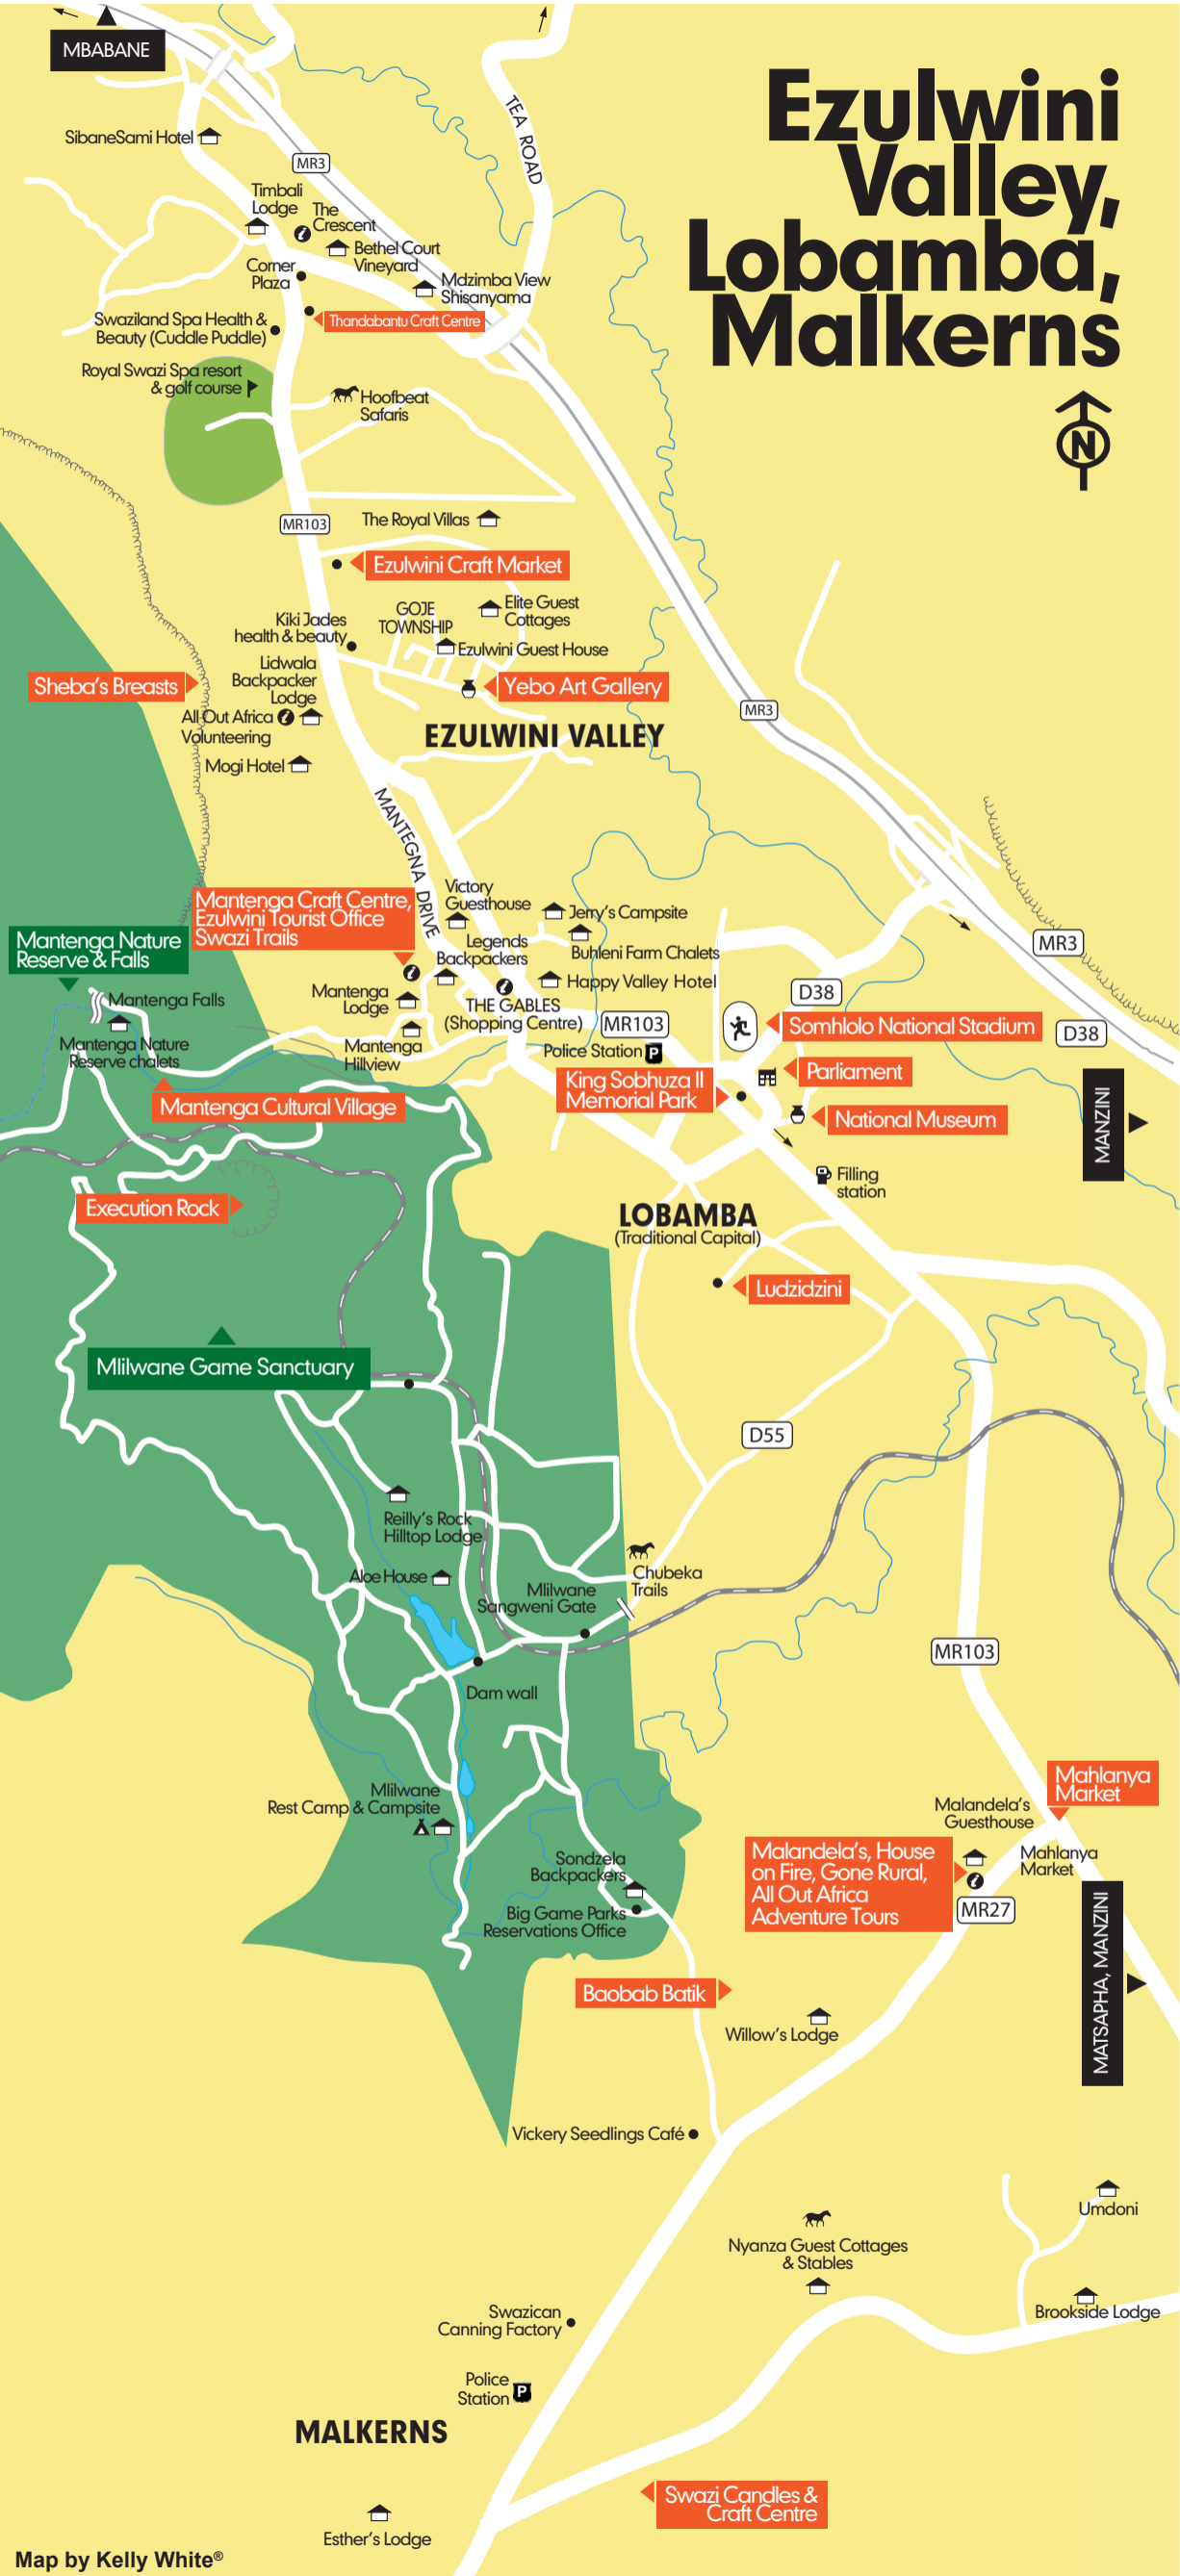 MBABANE
Ezulwini
Valley,
Lobamba,
Malkerns
N
TEA ROAD
SibaneSami Hotel
MR3
Timbali
Lodge
The
Crescent
Bethel Court
Vineyard
Corner
Plaza
Mdzimba View
Shisanyama
Thandabantu Craft Centre
Swaziland Spa Health &
Beauty (Cuddle Puddle)
Royal Swazi Spa resort
& golf course
Hoofbeat
Safaris
MR103
The Royal Villas
Ezulwini Craft Market
Elite Guest
Cottages
GOJE
TOWNSHIP
Kiki Jades
health & beauty
Ezulwini Guest House
Lidwala
Backpacker
Lodge
Sheba's Breasts
Yebo Art Gallery
All Out Africa
Volunteering
MR3
EZULWINI VALLEY
Mogi Hotel
MANTEGNA DRIVE
Mantenga Craft Centre,
Ezulwini Tourist Office
Swazi Trails
Victory
Guesthouse
Jerry's Campsite
Buhleni Farm Chalets
Legends
Backpackers
Mantenga Nature
Reserve & Falls
MR3
Happy Valley Hotel
Mantenga
Lodge
D38
Mantenga Falls
THE GABLES
(Shopping Centre)
MR103
Somhlolo National Stadium
D38
Mantenga Nature
Reserve chalets
Mantenga
Hillview
Police Station
P
Parliament
King Sobhuza II
Memorial Park
Mantenga Cultural Village
National Museum
MANZINI
Filling
station
Execution Rock
LOBAMBA
(Traditional Capital)
Ludzidzini
Mlilwane Game Sanctuary
D55
Reilly's Rock
Hilltop Lodge
Aloe House
Chubeka
Trails
Mlilwane
Sangweni Gate
MR103
Dam wall
Mahlanya
Market
Mlilwane
Rest Camp & Campsite
Malandela's
Guesthouse
Malandela's, House
on Fire, Gone Rural,
All Out Africa
Adventure Tours
Mahlanya
Market
Sondzela
Backpackers
MR27
Big Game Parks
Reservations Office
MATSAPHA, MANZINI
Baobab Batik
Willow's Lodge
Vickery Seedlings Café
Umdoni
Nyanza Guest Cottages
& Stables
Brookside Lodge
Swazican
Canning Factory
Police
Station
P
MALKERNS
Swazi Candles &
Craft Centre
Esther's Lodge
Map by Kelly White®